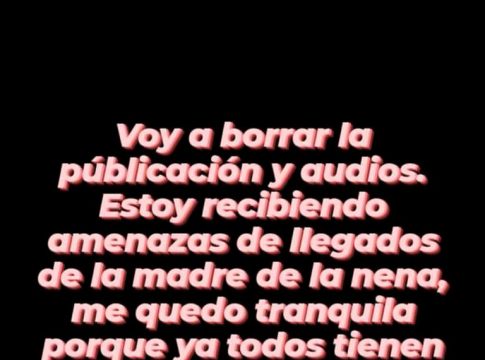 Voy a borrar la
públicación y audios.
Estoy recibiendo
amenazas de llegados
de la madre de la nena,
me quedo tranquila
porque ya todos tienen